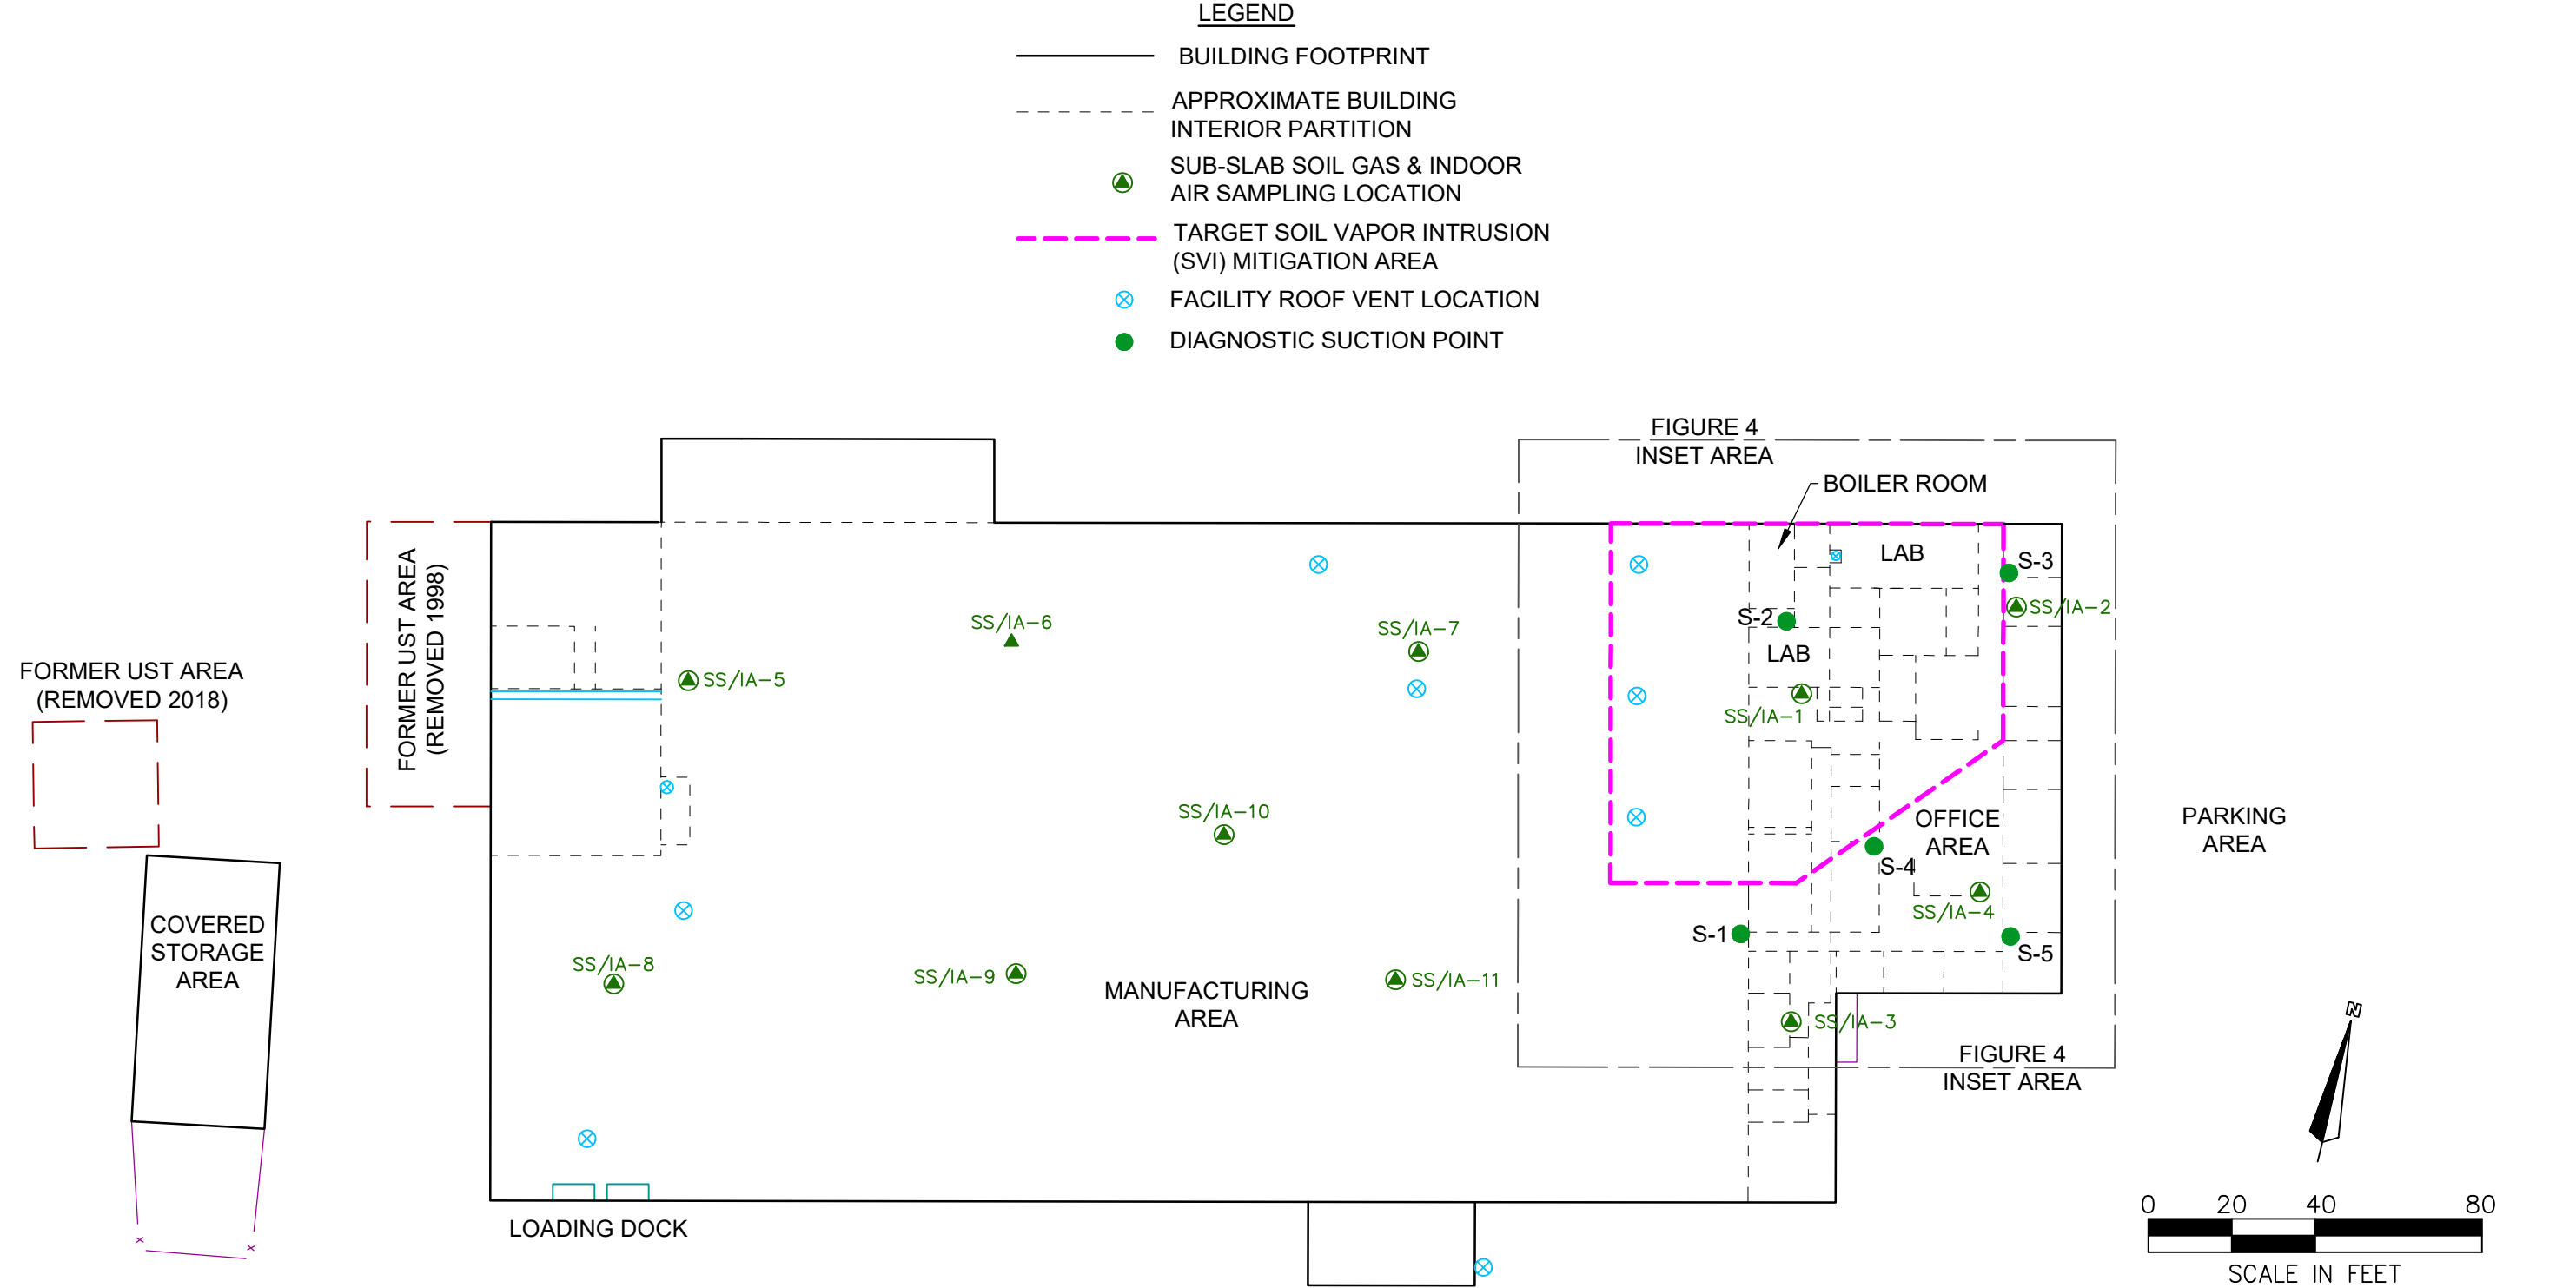 LEGEND
BUILDING FOOTPRINT
APPROXIMATE BUILDING
INTERIOR PARTITION
SUB-SLAB SOIL GAS & INDOOR
AIR SAMPLING LOCATION
TARGET SOIL VAPOR INTRUSION
(SVI) MITIGATION AREA
FACILITY ROOF VENT LOCATION
DIAGNOSTIC SUCTION POINT
FIGURE 4
INSET AREA
BOILER ROOM
LAB
S-3
SS/IA-2
S-2
LAB
SS/IA-1
SS/IA-6
SS/IA-7
SS/IA-5
FORMER UST AREA
(REMOVED 1998)
FORMER UST AREA
(REMOVED 2018)
SS/IA-10
OFFICE
AREA
PARKING
AREA
S-4
SS/IA-4
S-1
S-5
COVERED
STORAGE
AREA
SS/IA-8
SS/IA-9
SS/IA-11
MANUFACTURING
AREA
SS/IA-3
FIGURE 4
INSET AREA
N
LOADING DOCK
x
x
0 20 40 80
SCALE IN FEET